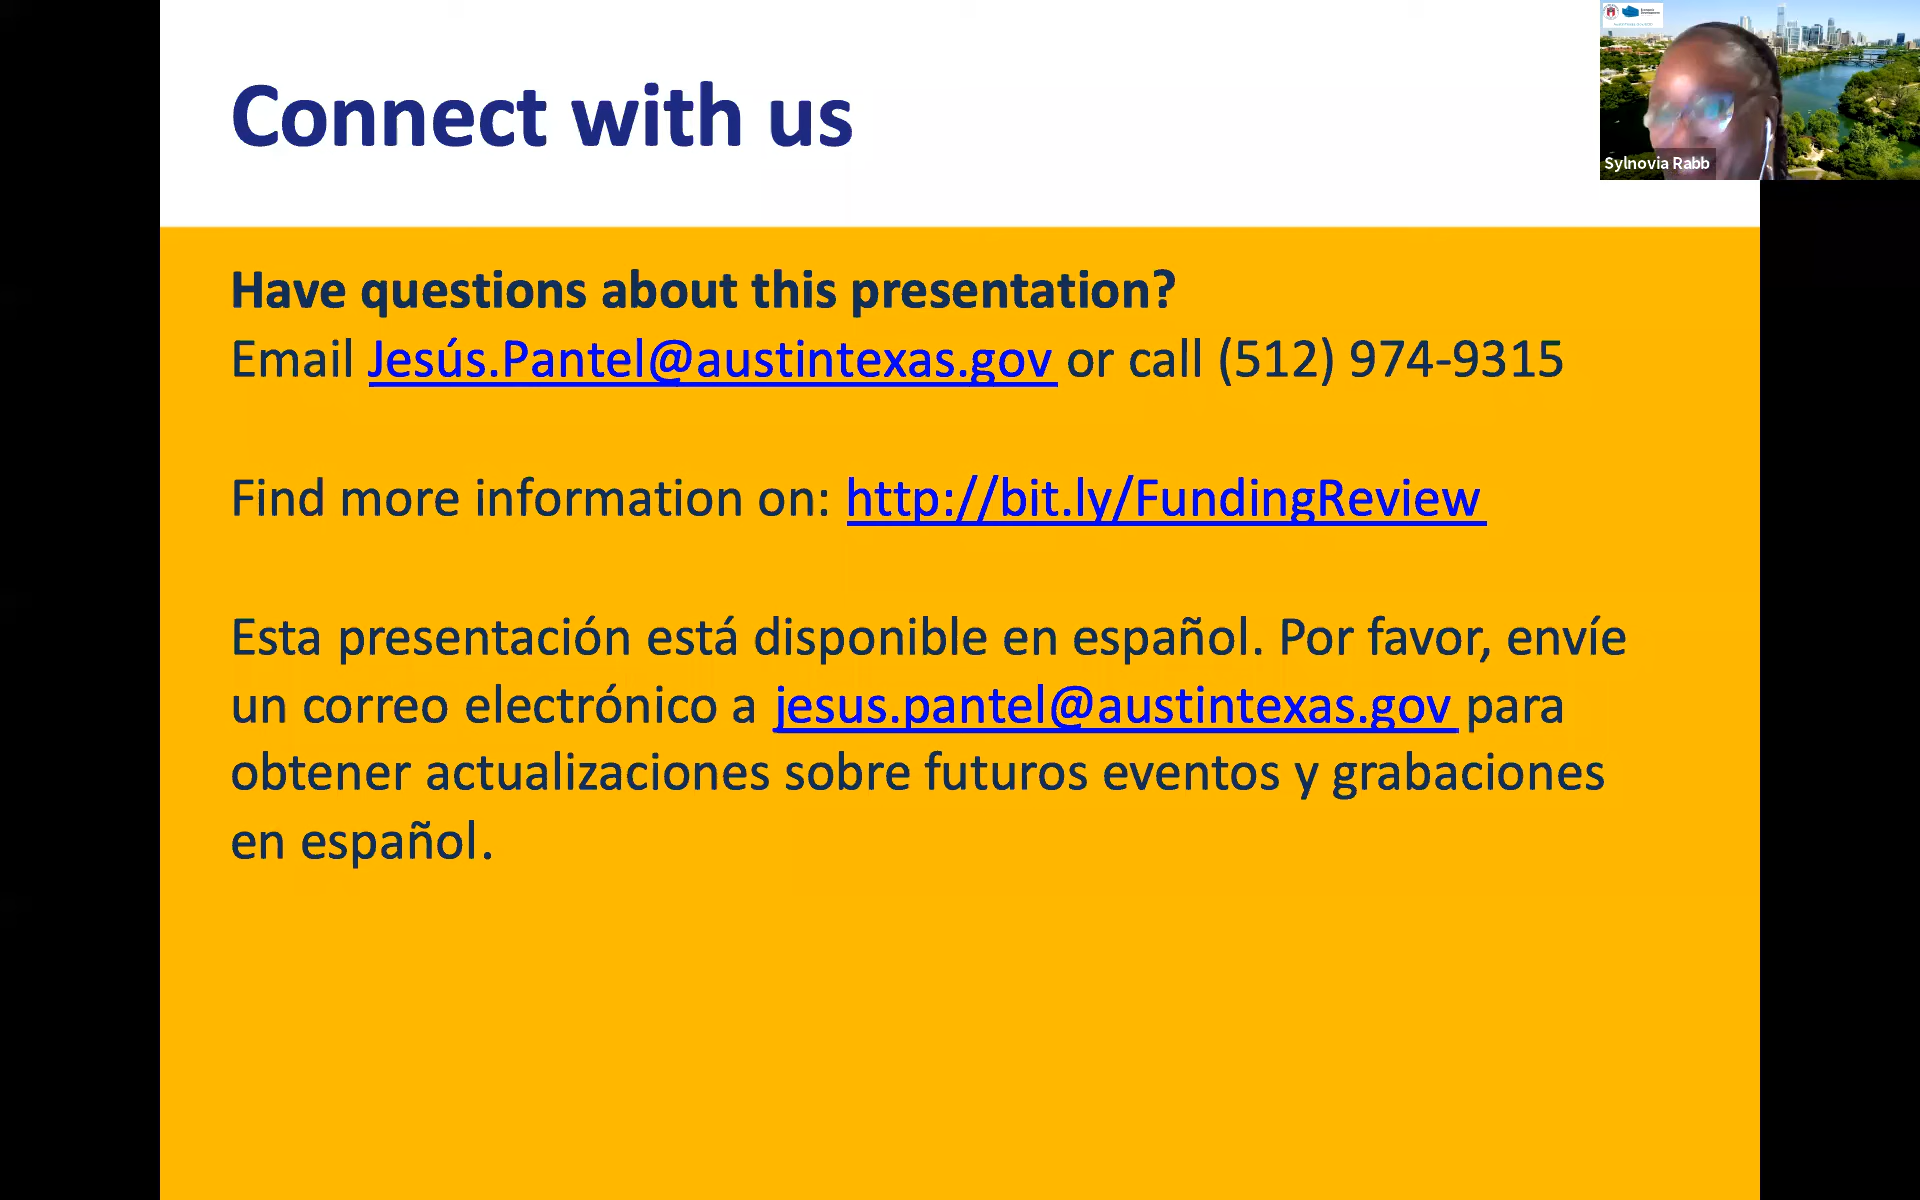 Connect with us
Sylnovia Rabb
Have questions about this presentation?
Email Jesús.Pantel@austintexas.gov or call (512) 974-9315
Find more information on: http://bit.ly/FundingReview
Esta presentación está disponible en español. Por favor, envíe
un correo electrónico a jesus.pantel@austintexas.gov para
obtener actualizaciones sobre futuros eventos y grabaciones
en español.